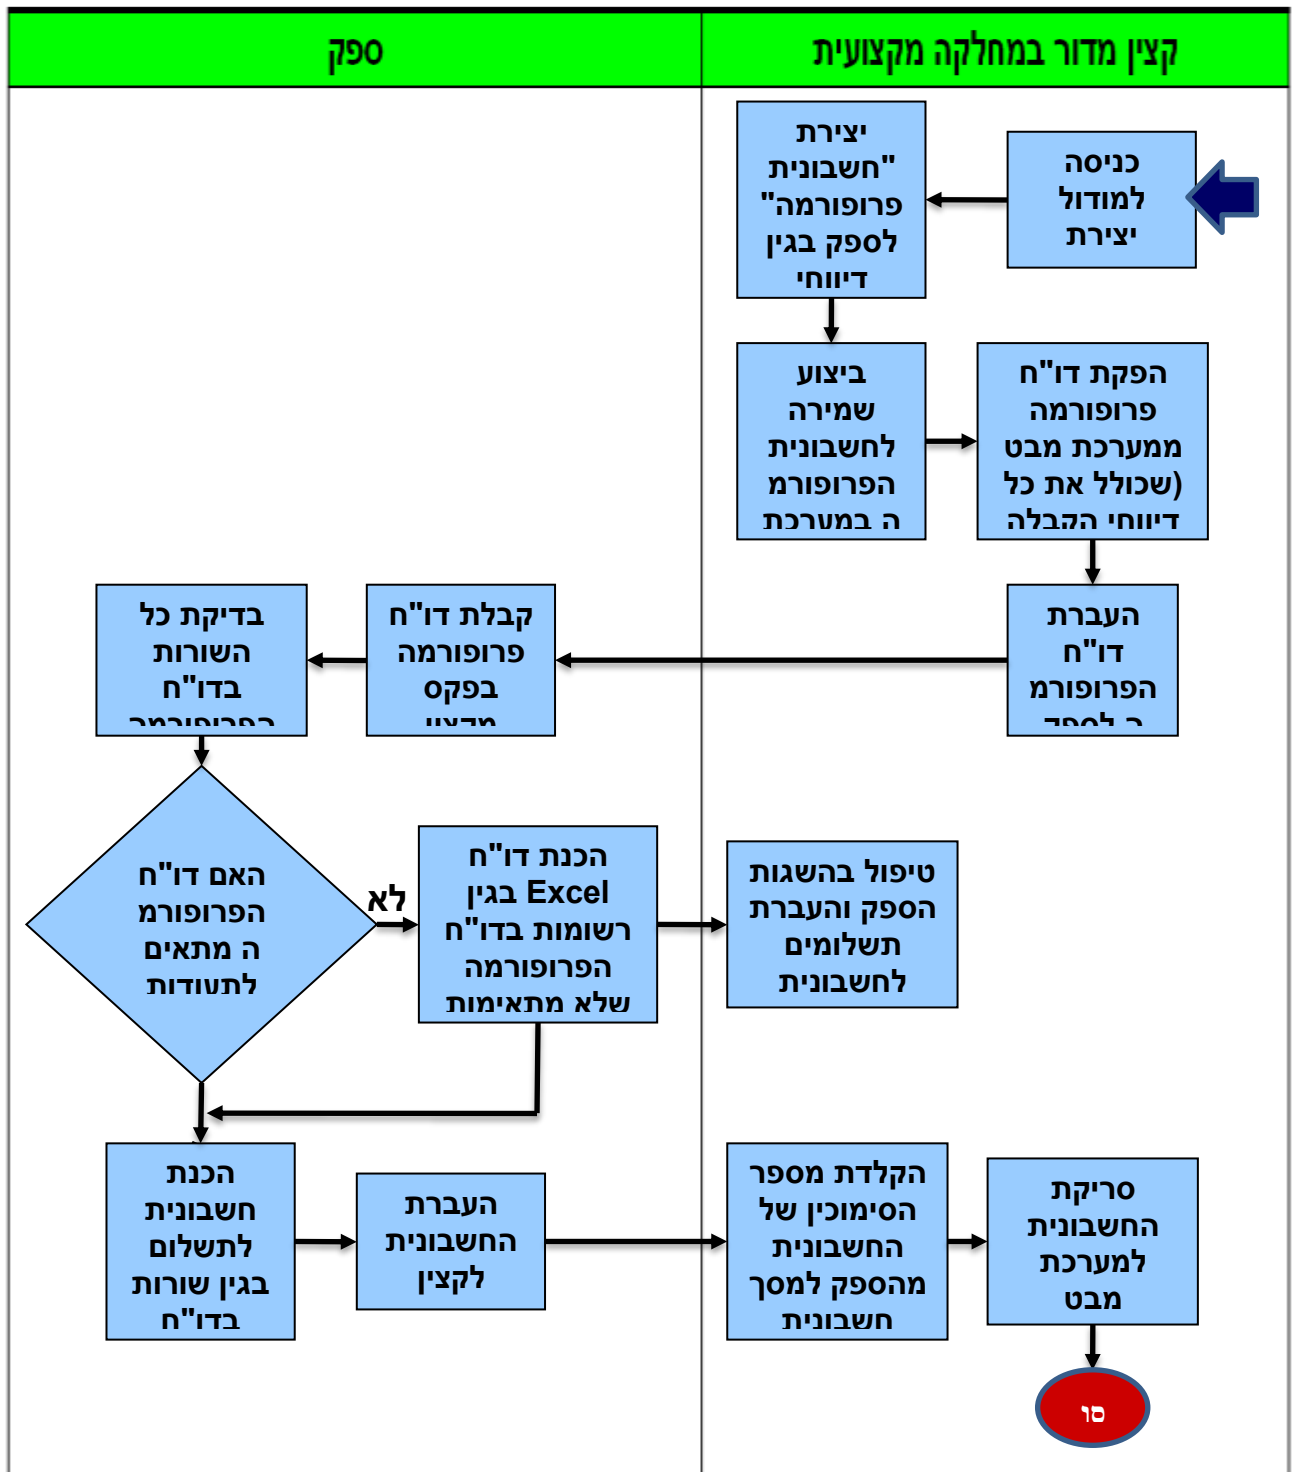 קצין מדור במחלקה מקצועית
ספק
כניסה
למודול
יצירת
יצירת
"חשבונית
פרופורמה"
לספק בגין
דיווחי
ביצוע
שמירה
לחשבונית
הפרופורמ
ה במערכת
הפקת דו"ח
פרופורמה
ממערכת מבט
(שכולל את כל
דיווחי הקבלה
העברת
דו"ח
הפרופורמ
ה לספק
קבלת דו"ח
פרופורמה
בפקס
מקצין
בדיקת כל
השורות
בדו"ח
הפרופורמה
האם דו"ח
הפרופורמ
ה מתאים
לתעודות
לא
הכנת דו"ח
Excel בגין
רשומות בדו"ח
הפרופורמה
שלא מתאימות
טיפול בהשגות
הספק והעברת
תשלומים
לחשבונית
הכנת
חשבונית
לתשלום
בגין שורות
בדו"ח
העברת
החשבונית
לקצין
הקלדת מספר
הסימוכין של
החשבונית
מהספק למסך
חשבונית
סריקת
החשבונית
למערכת
מבט
סו